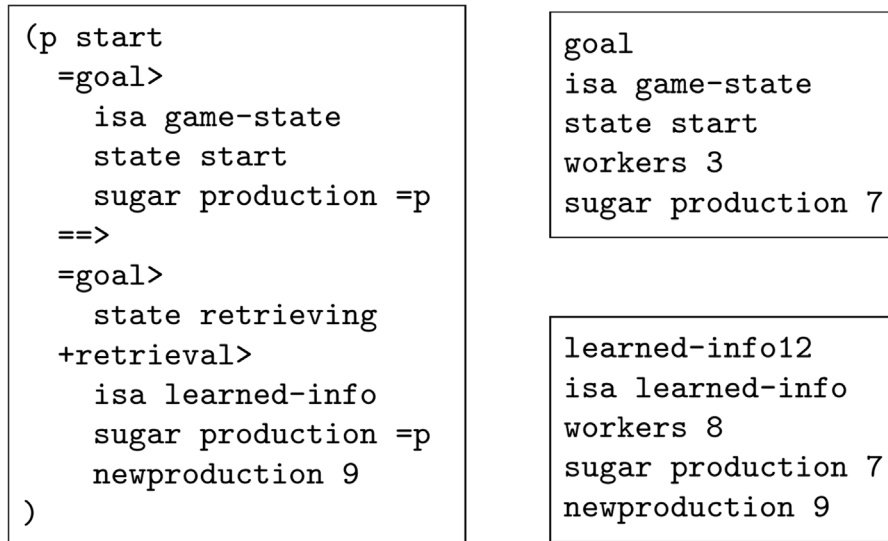 (p start
=goal>
isa game-state
state start
sugar production =p
==>
=goal>
state retrieving
+retrieval>
isa learned-info
sugar production =p
newproduction 9
)
goal
isa game-state
state start
workers 3
sugar production 7
learned-info12
isa learned-info
workers 8
sugar production 7
newproduction 9